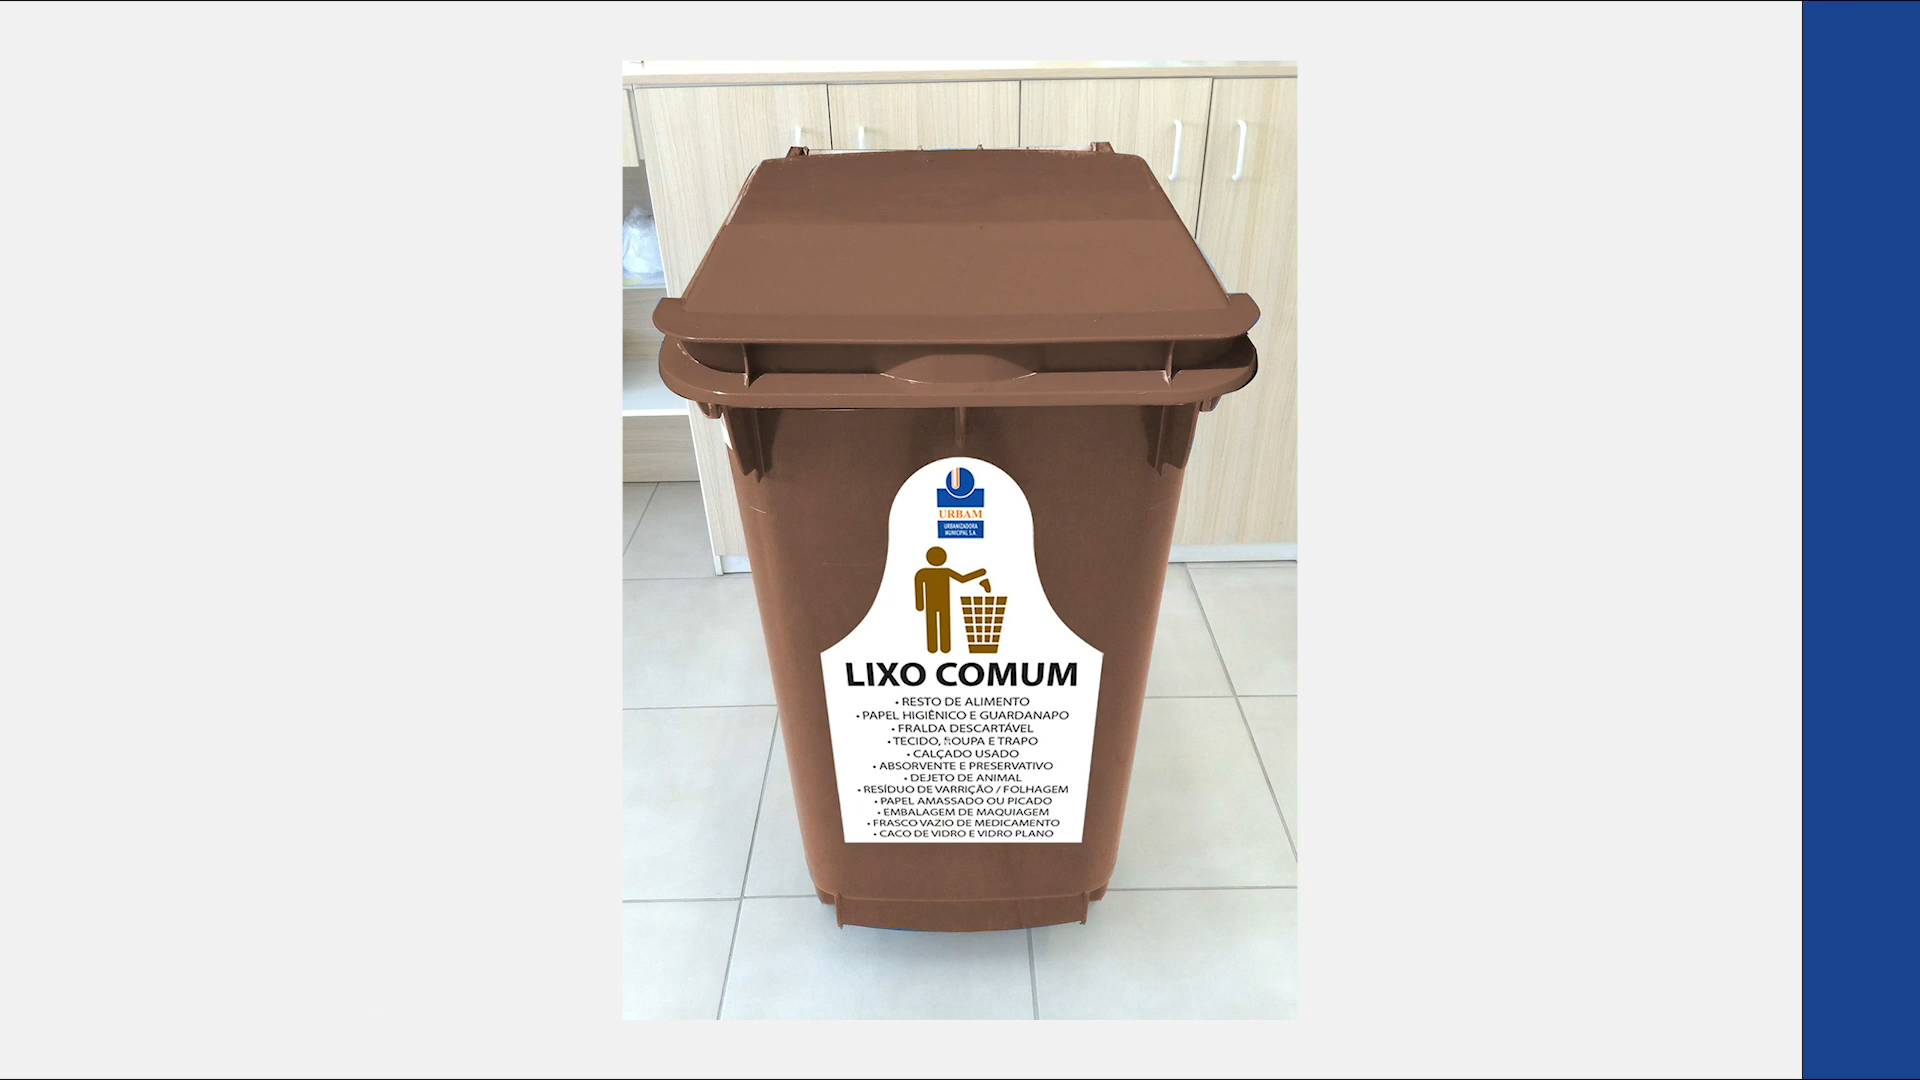 URBAM
URBANIZADORA
MUNICIPAL S.A.
LIXO COMUM
• RESTO DE ALIMENTO
• PAPEL HIGIÊNICO E GUARDANAPO
• FRALDA DESCARTÁVEL
• TECIDO, ROUPA E TRAPO
• CALÇADO USADO
• ABSORVENTE E PRESERVATIVO
• DEJETO DE ANIMAL
• RESÍDUO DE VARRIÇÃO / FOLHAGEM
• PAPEL AMASSADO OU PICADO
• EMBALAGEM DE MAQUIAGEM
• FRASCO VAZIO DE MEDICAMENTO
• CACO DE VIDRO E VIDRO PLANO